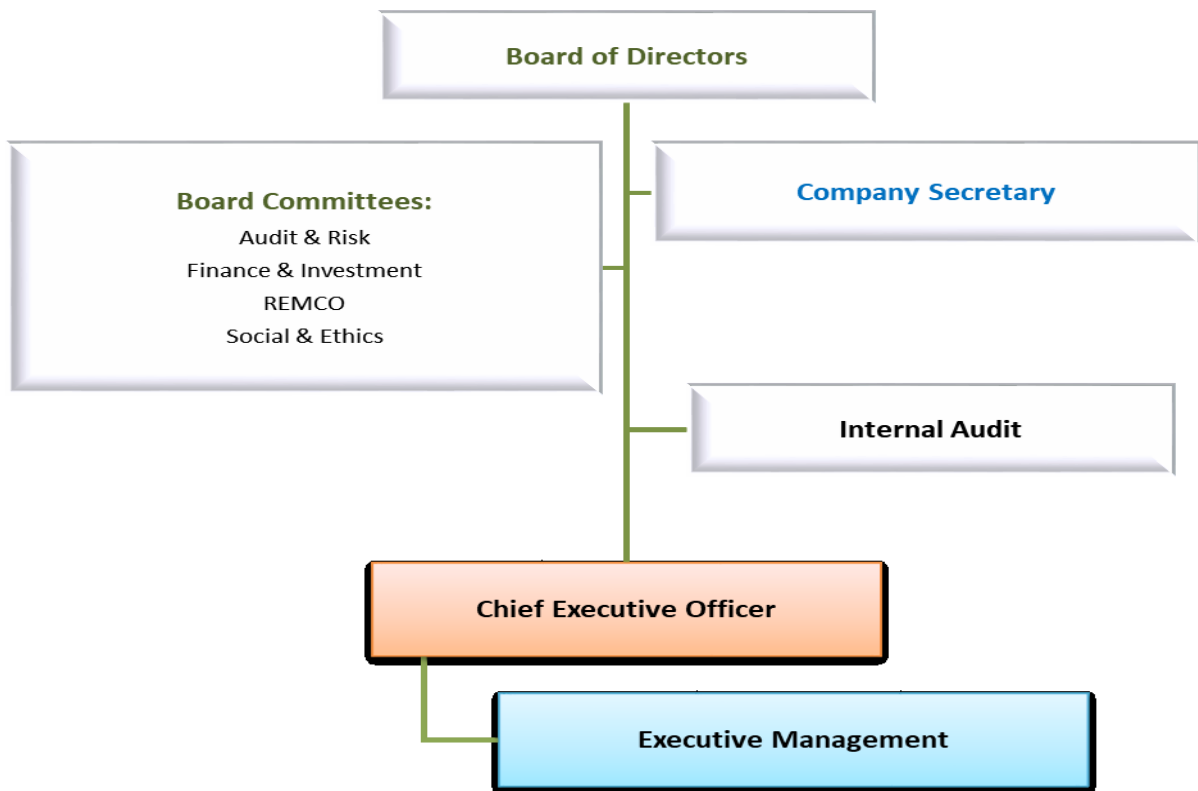 Board of Directors
Board Committees:
Audit & Risk
Finance & Investment
REMCO
Social & Ethics
Company Secretary
Internal Audit
Chief Executive Officer
Executive Management